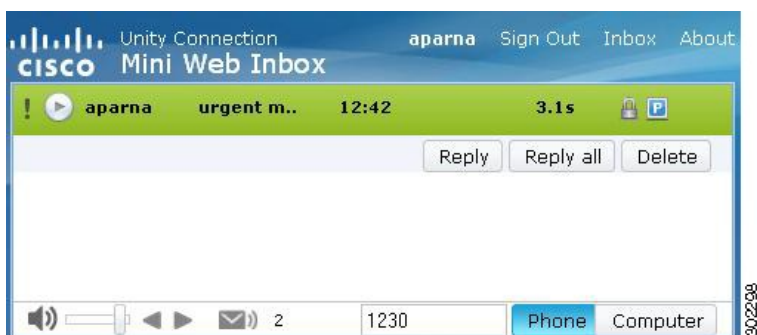 Unity Connection
CISCO Mini Web Inbox
aparna Sign Out Inbox About
! aparna urgent m.. 12:42 3.1s P
Reply Reply all Delete
2 1230 Phone Computer
302298